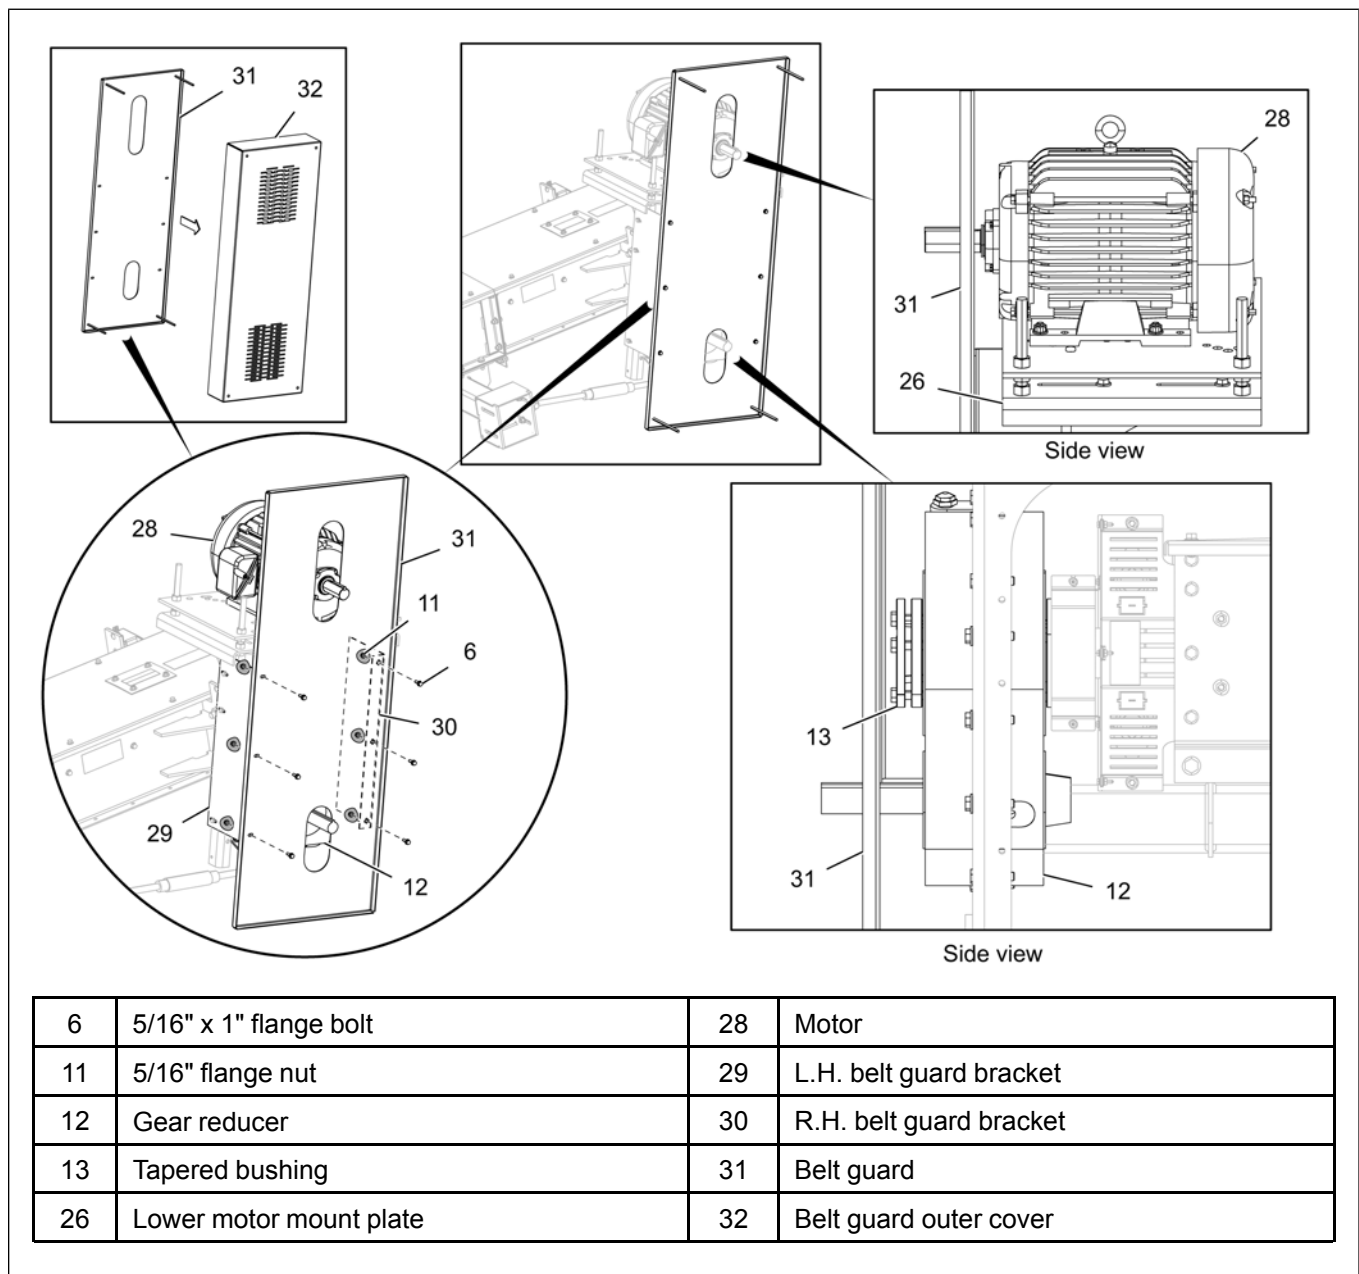 31
32
28
31
26
Side view
28
31
11
6
30
29
12
13
31
12
Side view
6 5/16" x 1" flange bolt 28 Motor
11 5/16" flange nut 29 L.H. belt guard bracket
12 Gear reducer 30 R.H. belt guard bracket
13 Tapered bushing 31 Belt guard
26 Lower motor mount plate 32 Belt guard outer cover